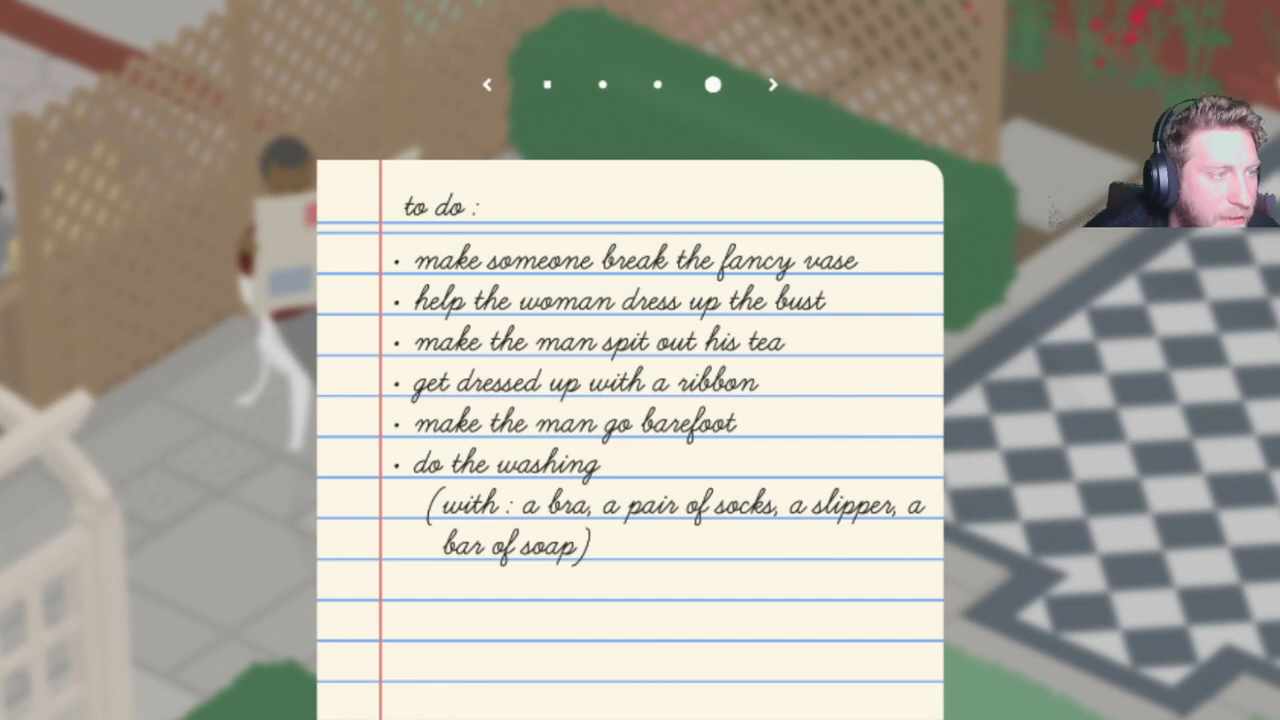 to do :
• make someone break the fancy vase
• help the woman dress up the bust
• make the man spit out his tea
• get dressed up with a ribbon
• make the man go barefoot
• do the washing
(with : a bra, a pair of socks, a slipper, a
bar of soap)